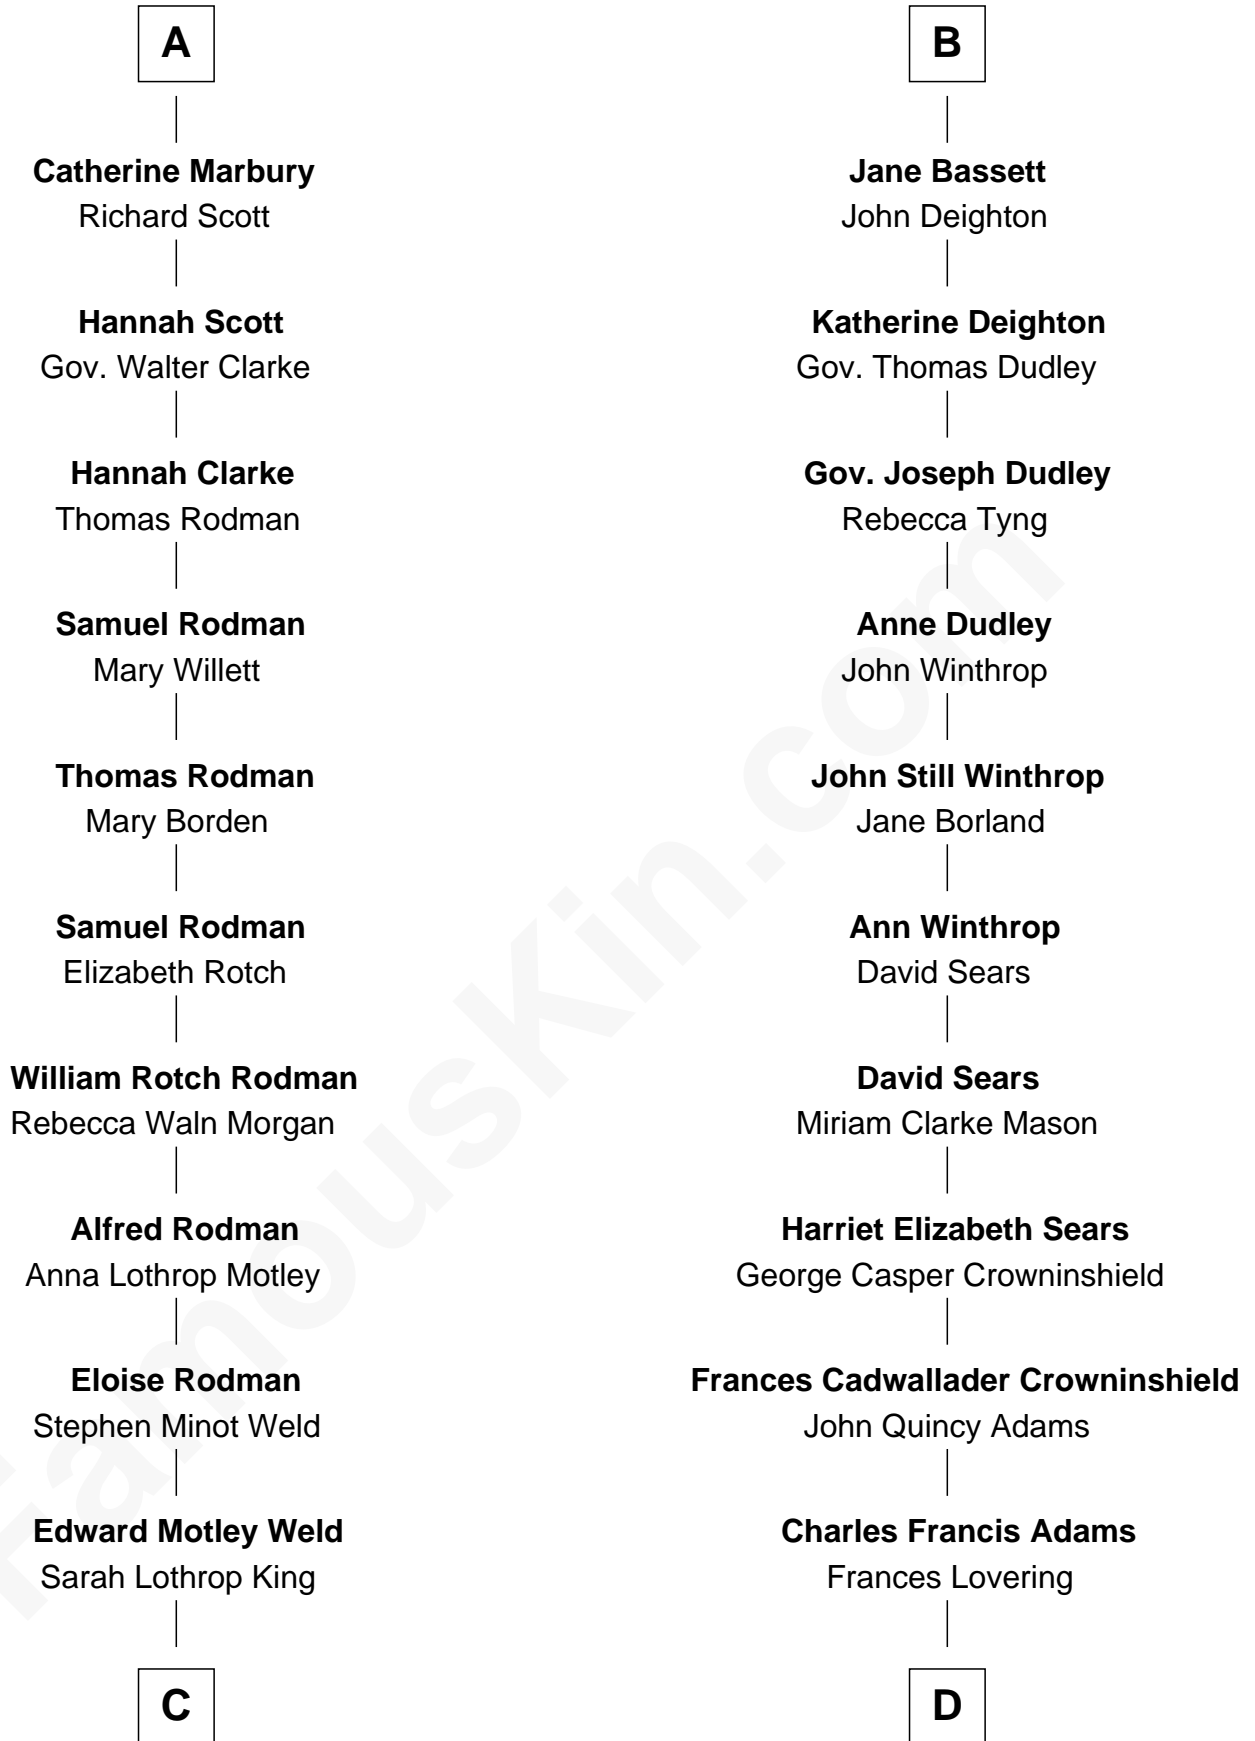 A
Catherine Marbury
Richard Scott
Hannah Scott
Gov. Walter Clarke
Hannah Clarke
Thomas Rodman
Samuel Rodman
Mary Willett
Thomas Rodman
Mary Borden
Samuel Rodman
Elizabeth Rotch
William Rotch Rodman
Rebecca Waln Morgan
Alfred Rodman
Anna Lothrop Motley
Eloise Rodman
Stephen Minot Weld
Edward Motley Weld
Sarah Lothrop King
C
B
Jane Bassett
John Deighton
Katherine Deighton
Gov. Thomas Dudley
Gov. Joseph Dudley
Rebecca Tyng
Anne Dudley
John Winthrop
John Still Winthrop
Jane Borland
Ann Winthrop
David Sears
David Sears
Miriam Clarke Mason
Harriet Elizabeth Sears
George Casper Crowninshield
Frances Cadwallader Crowninshield
John Quincy Adams
Charles Francis Adams
Frances Lovering
D
FamousKin.com